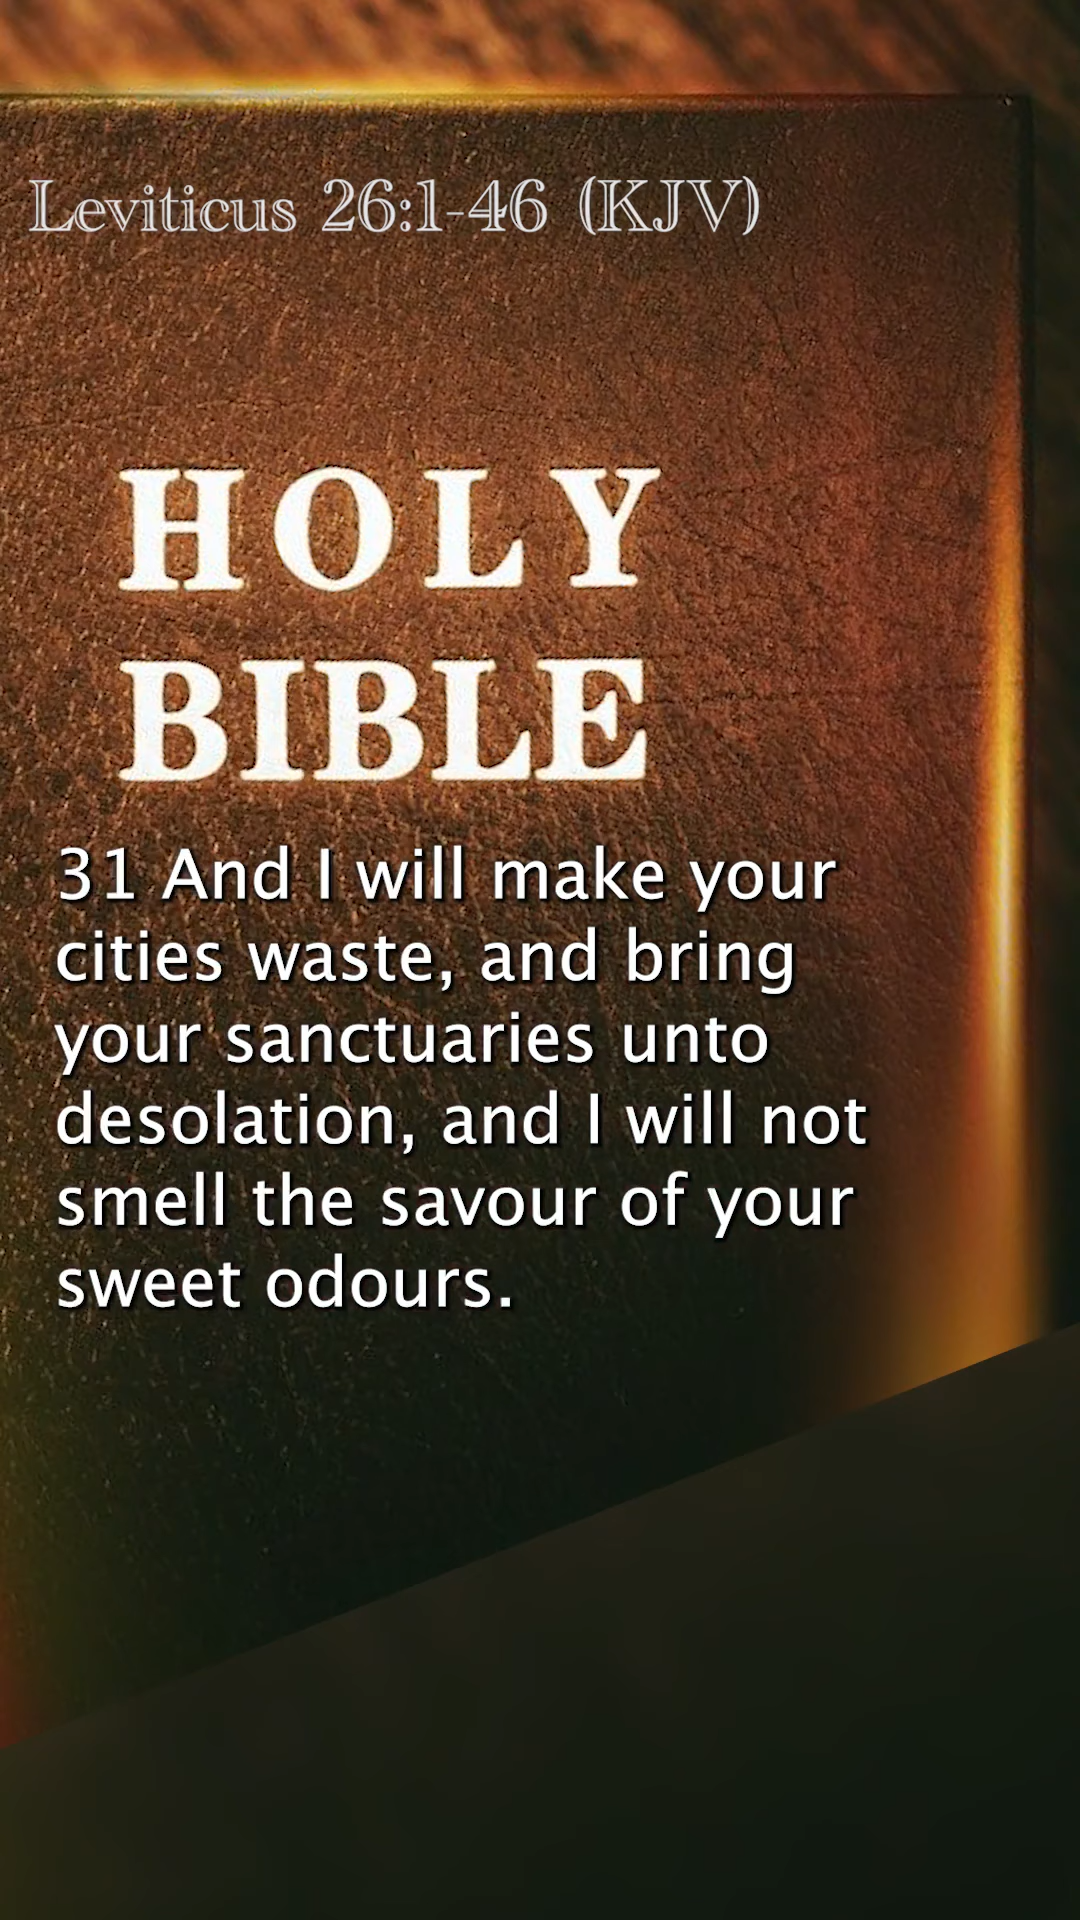 Leviticus 26:1-46 (KJV)
HOLY
BIBLE
31 And I will make your
cities waste, and bring
your sanctuaries unto
desolation, and I will not
smell the savour of your
sweet odours.